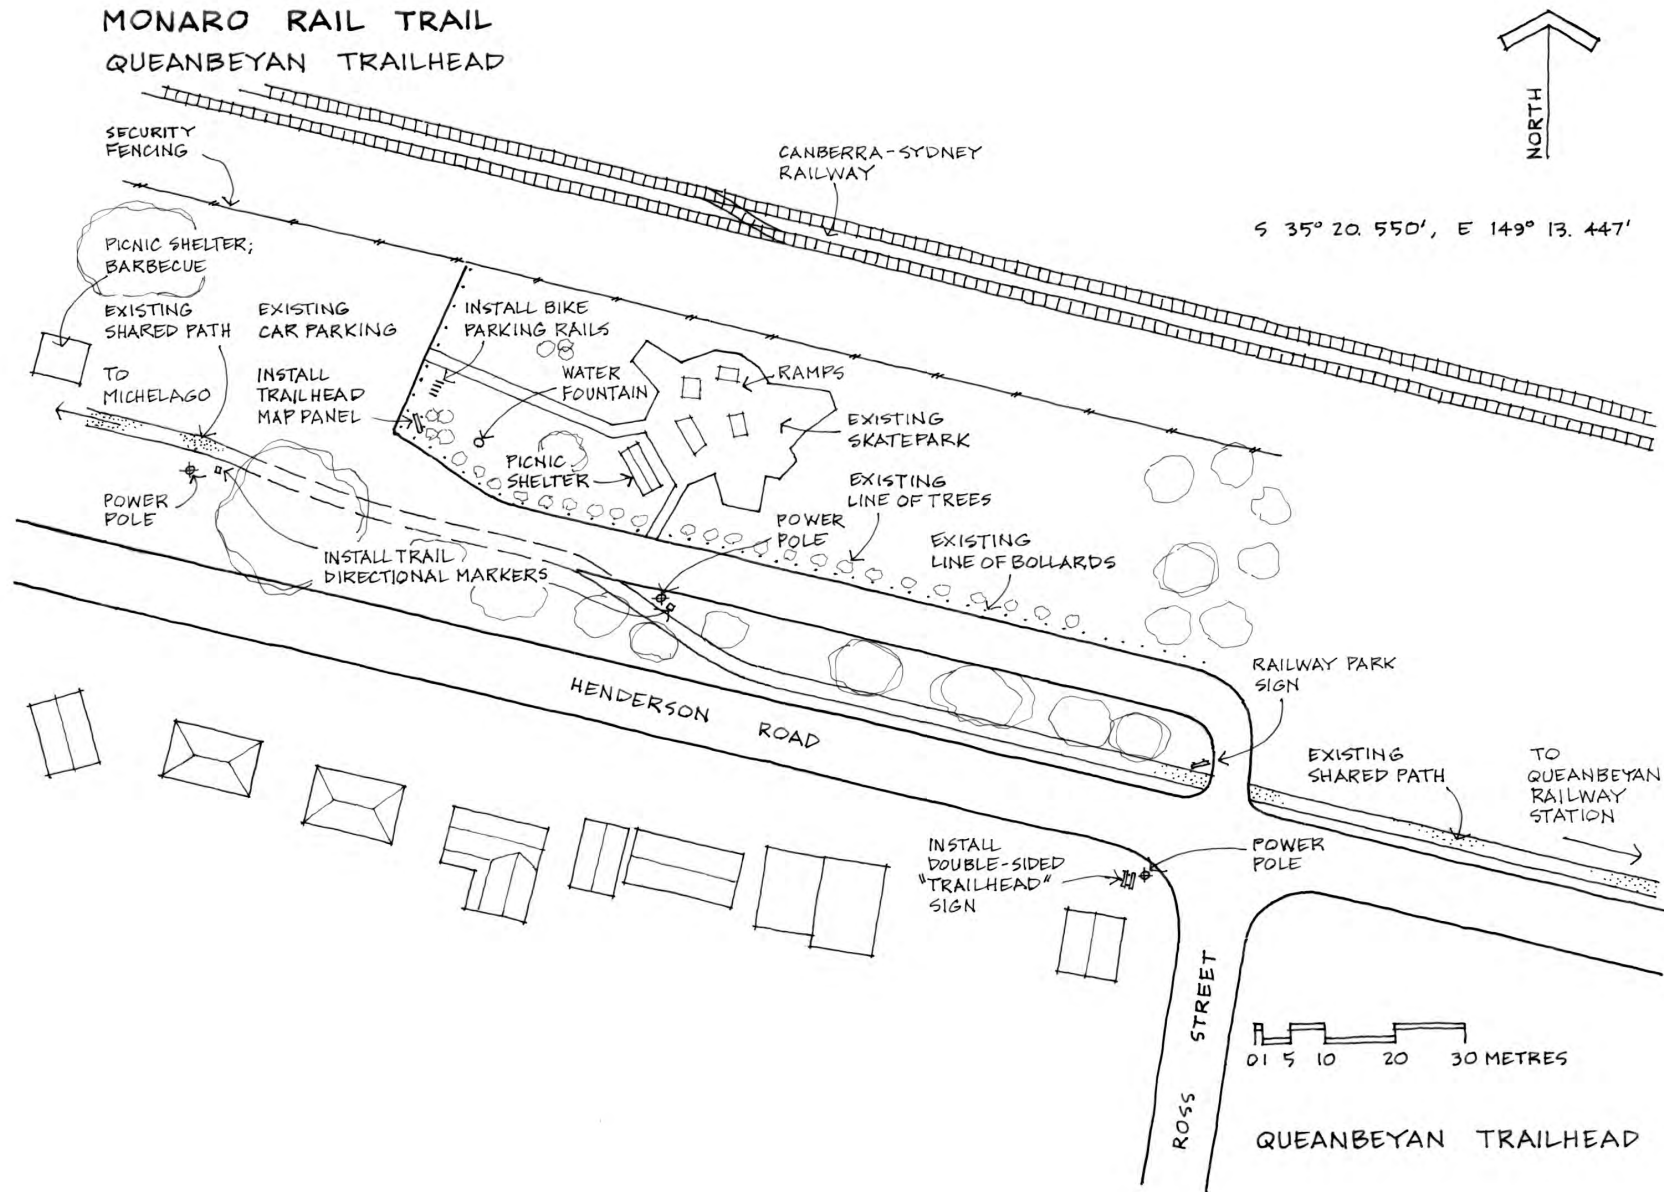 MONARO RAIL TRAIL
QUEANBEYAN TRAILHEAD
NORTH
SECURITY
FENCING
CANBERRA-SYDNEY
RAILWAY
S 35° 20. 550', E 149° 13. 447'
PICNIC SHELTER;
BARBECUE
EXISTING
SHARED PATH
EXISTING
CAR PARKING
INSTALL BIKE
PARKING RAILS
TO
MICHELAGO
INSTALL
TRAILHEAD
MAP PANEL
WATER
FOUNTAIN
RAMPS
EXISTING
SKATEPARK
PICNIC
SHELTER
EXISTING
LINE OF TREES
POWER
POLE
POWER
POLE
EXISTING
LINE OF BOLLARDS
INSTALL TRAIL
DIRECTIONAL MARKERS
RAILWAY PARK
SIGN
HENDERSON ROAD
EXISTING
SHARED PATH
TO
QUEANBEYAN
RAILWAY
STATION
INSTALL
DOUBLE-SIDED
"TRAILHEAD"
SIGN
POWER
POLE
ROSS STREET
0 1 5 10 20 30 METRES
QUEANBEYAN TRAILHEAD